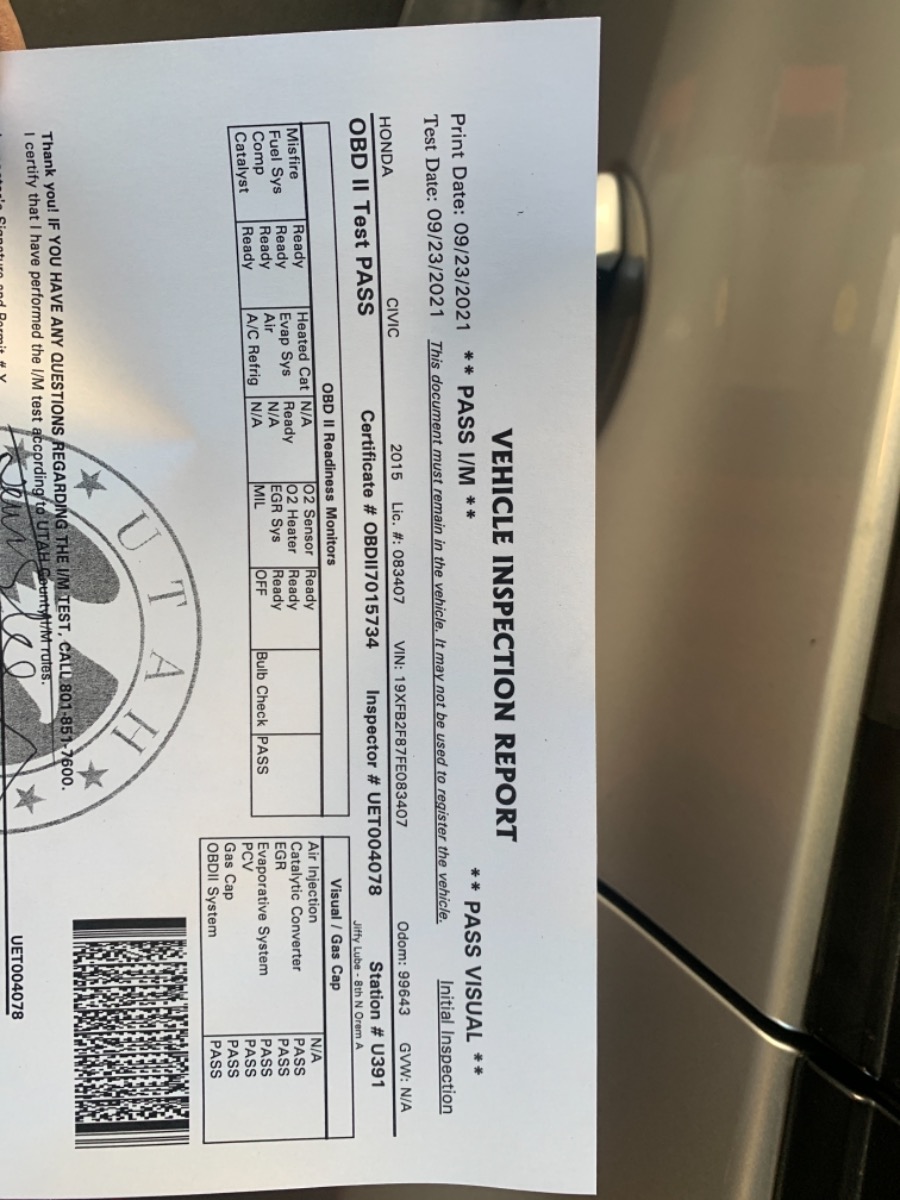 VEHICLE INSPECTION REPORT
Print Date: 09/23/2021 ** PASS I/M ** ** PASS VISUAL **
Test Date: 09/23/2021 This document must remain in the vehicle. It may not be used to register the vehicle. Initial Inspection
HONDA CIVIC 2015 Lic. #: 083407 VIN: 19XFB2F87FE083407 Odom: 99643 GVW: N/A
OBD II Test PASS Certificate # OBDII7015734 Inspector # UET004078 Station # U391
Jiffy Lube - 8th N Orem A
OBD II Readiness Monitors
Misfire Ready Heated Cat N/A O2 Sensor Ready
Fuel Sys Ready Evap Sys Ready O2 Heater Ready
Comp Ready Air N/A EGR Sys Ready
Catalyst Ready A/C Refrig N/A MIL OFF Bulb Check PASS
Visual / Gas Cap
Air Injection N/A
Catalytic Converter PASS
EGR PASS
Evaporative System PASS
PCV PASS
Gas Cap PASS
OBDII System PASS
UTAH
Thank you! IF YOU HAVE ANY QUESTIONS REGARDING THE I/M TEST, CALL 801-851-7600.
I certify that I have performed the I/M test according to UTAH County I/M rules.
UET004078
Signature and Permit # X